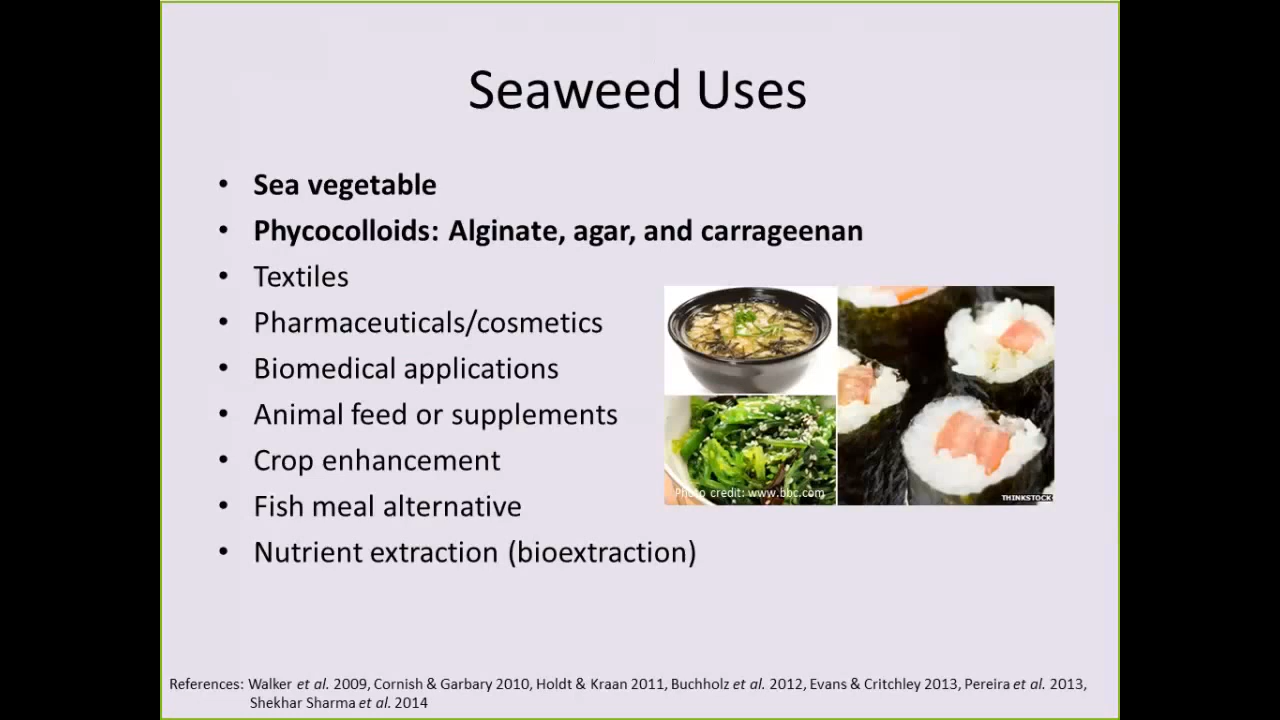 Seaweed Uses
• Sea vegetable
• Phycocolloids: Alginate, agar, and carrageenan
• Textiles
• Pharmaceuticals/cosmetics
• Biomedical applications
• Animal feed or supplements
• Crop enhancement
• Fish meal alternative
• Nutrient extraction (bioextraction)
Photo credit: www.bbc.com
THINKSTOCK
References: Walker et al. 2009, Cornish & Garbary 2010, Holdt & Kraan 2011, Buchholz et al. 2012, Evans & Critchley 2013, Pereira et al. 2013,
Shekhar Sharma et al. 2014